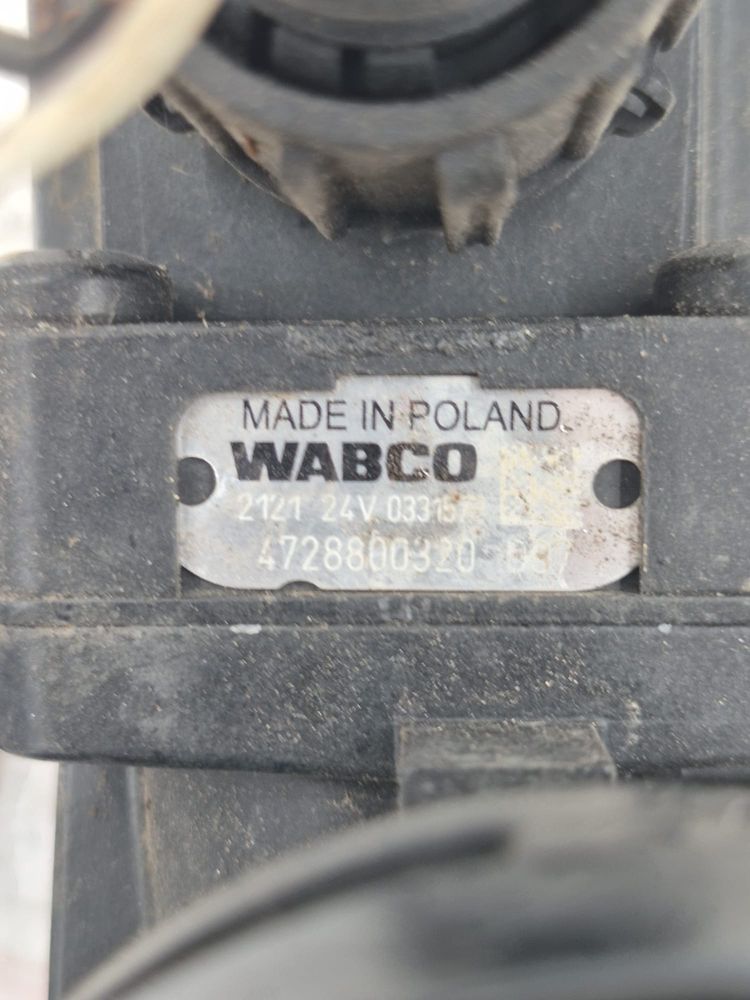 MADE IN POLAND
WABCO
2121 24V
4728800320